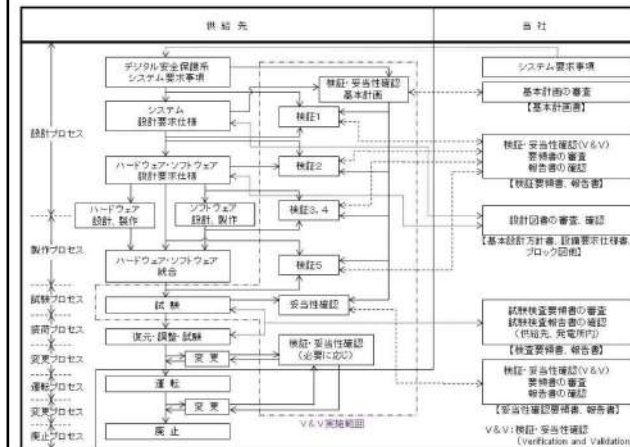 供給先
当社
デジタル安全保護系
システム要求事項
システム
設計要求仕様
ハードウェア・ソフトウェア
設計要求仕様
ハードウェア
設計、製作
ソフトウェア
設計、製作
ハードウェア・ソフトウェア
統合
試験
復元・調整・試験
変更
運転
変更
廃止
検証・妥当性確認
基本計画
検証1
検証2
検証3, 4
検証5
妥当性確認
検証・妥当性確認
(必要に応じ)
V&V実施範囲
システム要求事項
基本計画の審査
【基本計画書】
検証・妥当性確認(V&V)
要領書の審査
報告書の確認
【検証要領書、報告書】
設計図書の審査、確認
【基本設計方針書、設備要求仕様書、
ブロック図他】
試験検査要領書の審査
試験検査報告書の確認
(供給先、発電所内)
【検査要領書、報告書】
検証・妥当性確認(V&V)
要領書の審査
報告書の確認
【妥当性確認要領書、報告書】
V&V:検証・妥当性確認
(Verification and Validation)
設計プロセス
製作プロセス
試験プロセス
装荷プロセス
変更プロセス
運転プロセス
変更プロセス
廃止プロセス